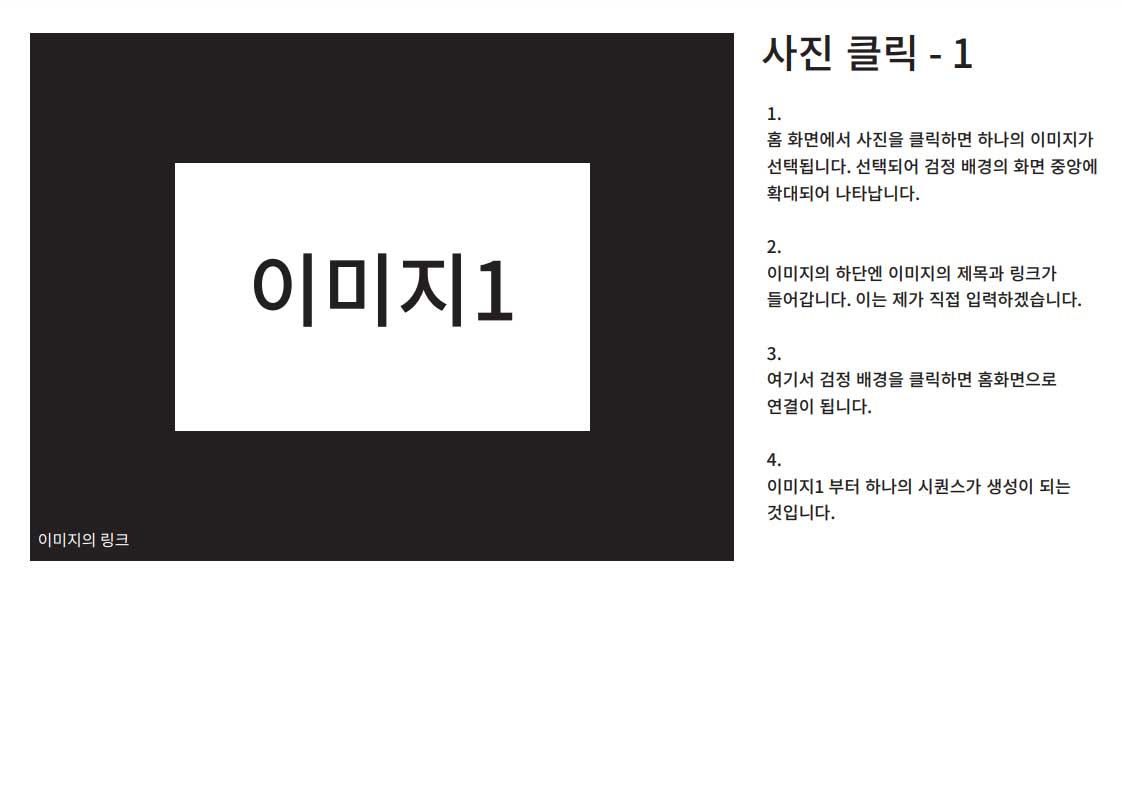 이미지1
이미지의 링크
사진 클릭 - 1
1.
홈 화면에서 사진을 클릭하면 하나의 이미지가
선택됩니다. 선택되어 검정 배경의 화면 중앙에
확대되어 나타납니다.
2.
이미지의 하단엔 이미지의 제목과 링크가
들어갑니다. 이는 제가 직접 입력하겠습니다.
3.
여기서 검정 배경을 클릭하면 홈화면으로
연결이 됩니다.
4.
이미지1 부터 하나의 시퀀스가 생성이 되는
것입니다.